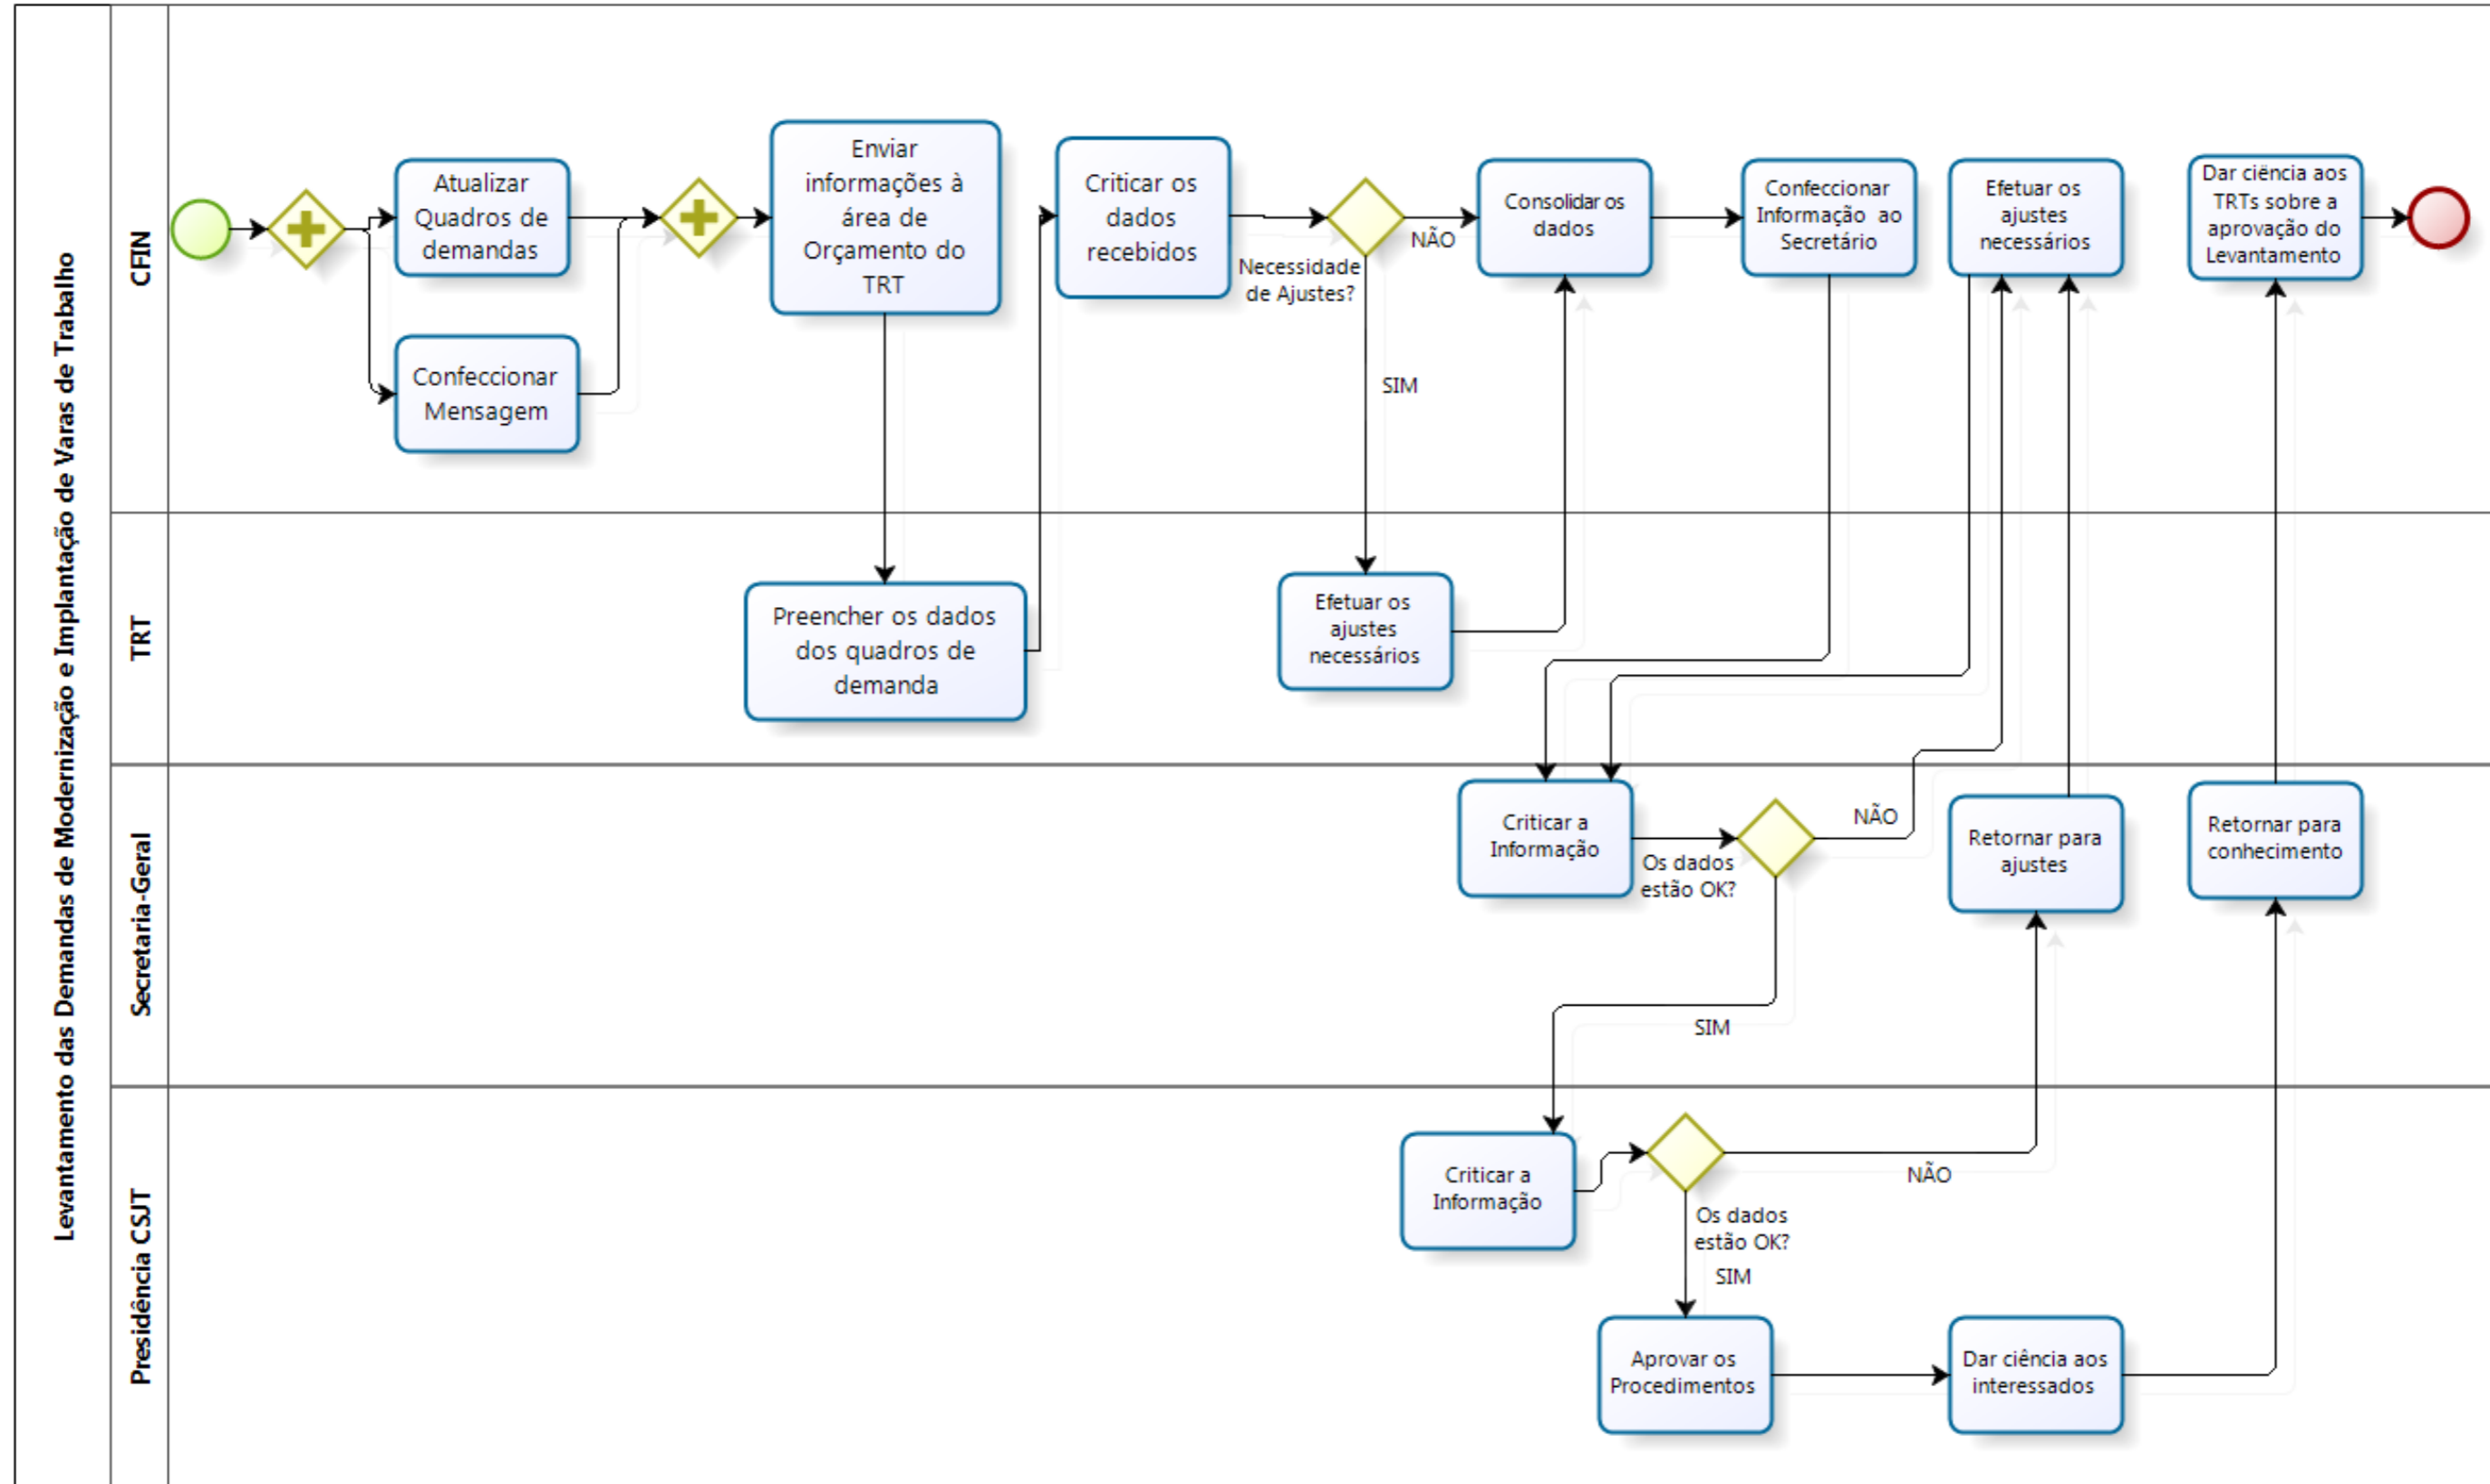 Levantamento das Demandas de Modernização e Implantação de Varas de Trabalho
CFIN
Atualizar
Quadros de
demandas
Confeccionar
Mensagem
Enviar
informações à
área de
Orçamento do
TRT
Criticar os
dados
recebidos
Necessidade
de Ajustes?
NÃO
SIM
Consolidar os
dados
Confeccionar
Informação ao
Secretário
Efetuar os
ajustes
necessários
Dar ciência aos
TRTs sobre a
aprovação do
Levantamento
TRT
Preencher os dados
dos quadros de
demanda
Efetuar os
ajustes
necessários
Secretaria-Geral
Criticar a
Informação
Os dados
estão OK?
NÃO
SIM
Retornar para
ajustes
Retornar para
conhecimento
Presidência CSJT
Criticar a
Informação
NÃO
Os dados
estão OK?
SIM
Aprovar os
Procedimentos
Dar ciência aos
interessados